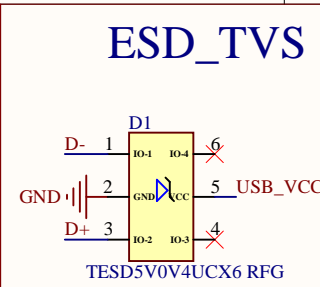 ESD_TVS
D1
D- 1 IO-1 IO-4 6
GND 2 GND VCC 5 USB_VCC
D+ 3 IO-2 IO-3 4
TESD5V0V4UCX6 RFG